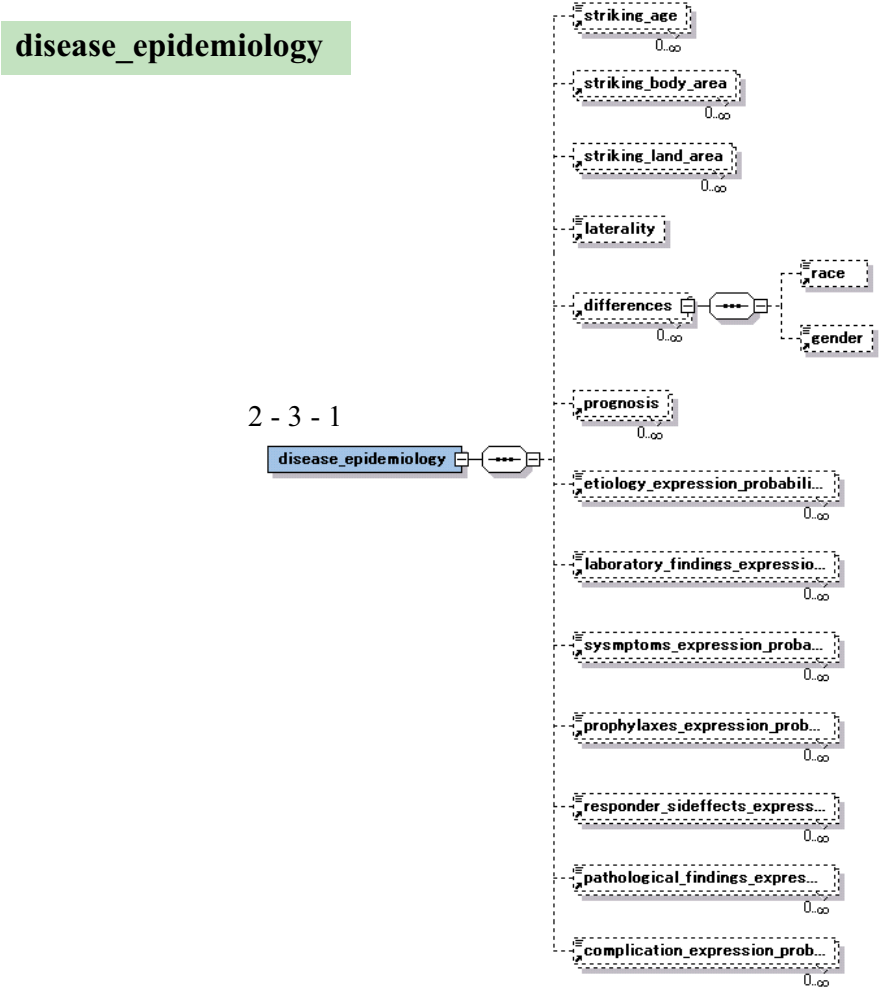 disease_epidemiology
striking_age
0..∞
striking_body_area
0..∞
striking_land_area
0..∞
laterality
differences
0..∞
race
gender
prognosis
0..∞
2 - 3 - 1
disease_epidemiology
etiology_expression_probabili...
0..∞
laboratory_findings_expressio...
0..∞
sysmptoms_expression_proba...
0..∞
prophylaxes_expression_prob...
0..∞
responder_sideffects_express...
0..∞
pathological_findings_expres...
0..∞
complication_expression_prob...
0..∞